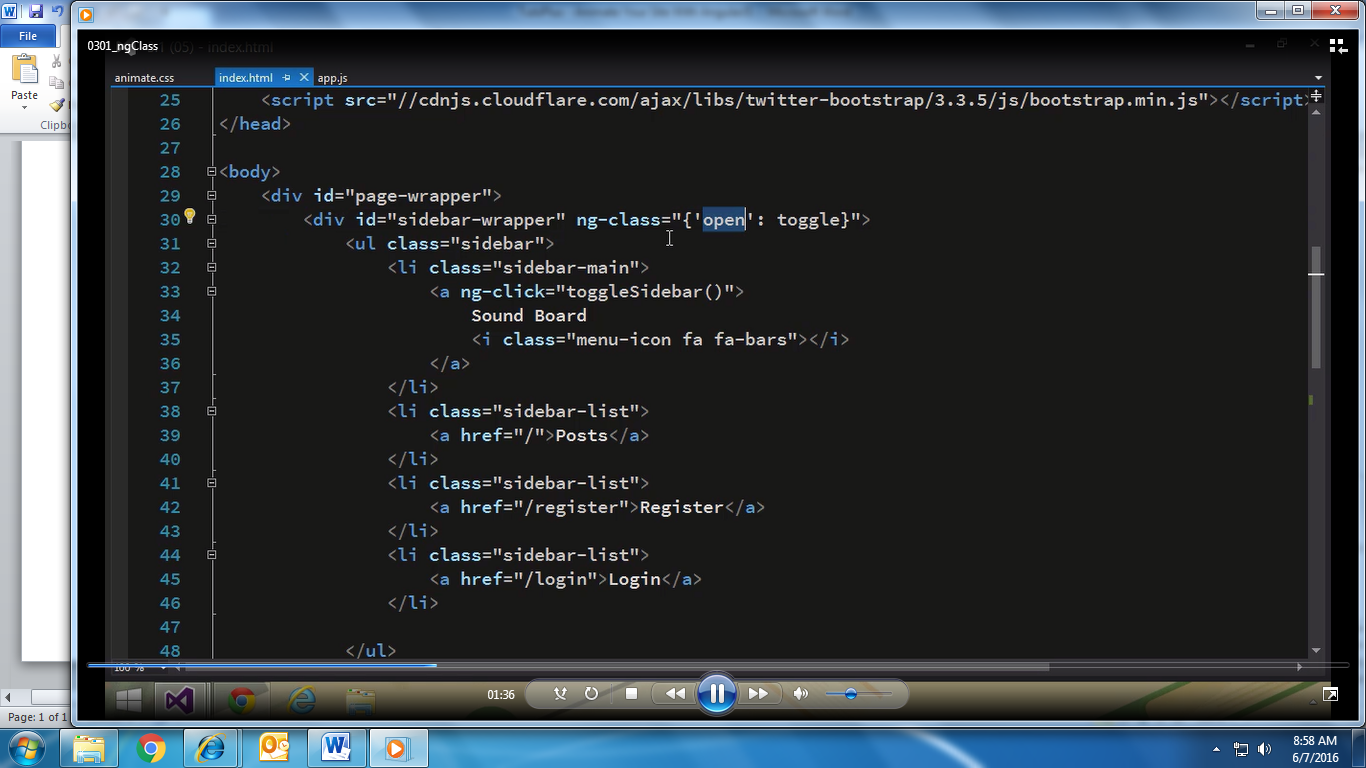 File
0301_ngClass
(05) - index.html
animate.css index.html app.js
Paste
Clipb
25 <script src="//cdnjs.cloudflare.com/ajax/libs/twitter-bootstrap/3.3.5/js/bootstrap.min.js"></script>
26 </head>
27
28 <body>
29 <div id="page-wrapper">
30 <div id="sidebar-wrapper" ng-class="{'open': toggle}">
31 <ul class="sidebar">
32 <li class="sidebar-main">
33 <a ng-click="toggleSidebar()">
34 Sound Board
35 <i class="menu-icon fa fa-bars"></i>
36 </a>
37 </li>
38 <li class="sidebar-list">
39 <a href="/">Posts</a>
40 </li>
41 <li class="sidebar-list">
42 <a href="/register">Register</a>
43 </li>
44 <li class="sidebar-list">
45 <a href="/login">Login</a>
46 </li>
47
48 </ul>
100 %
01:36
Page: 1 of 1
8:58 AM
6/7/2016